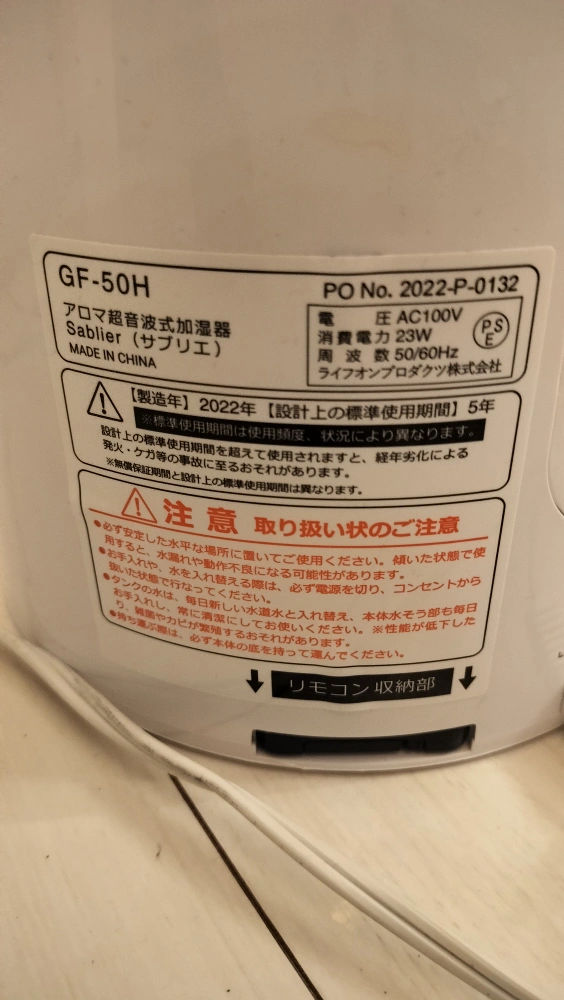 GF-50H
アロマ超音波式加湿器
Sablier（サブリエ）
MADE IN CHINA
PO No. 2022-P-0132
電圧 AC100V
消費電力 23W
周波数 50/60Hz
ライフオンプロダクツ株式会社
PSE
【製造年】2022年【設計上の標準使用期間】5年
※標準使用期間は使用頻度、状況により異なります。
設計上の標準使用期間を超えて使用されますと、経年劣化による
発火・ケガ等の事故に至るおそれがあります。
※無償保証期間と設計上の標準使用期間は異なります。
注意 取り扱い状のご注意
●必ず安定した水平な場所に置いてご使用ください。傾いた状態で使
用すると、水漏れや動作不良になる可能性があります。
●お手入れや、水を入れ替える際は、必ず電源を切り、コンセントから
抜いた状態で行なってください。
●タンクの水は、毎日新しい水道水と入れ替え、本体水そう部も毎日
お手入れし、常に清潔にしてお使いください。※性能が低下した
り、雑菌やカビが繁殖するおそれがあります。
●持ち運ぶ際は、必ず本体の底を持って運んでください。
↓ リモコン収納部 ↓